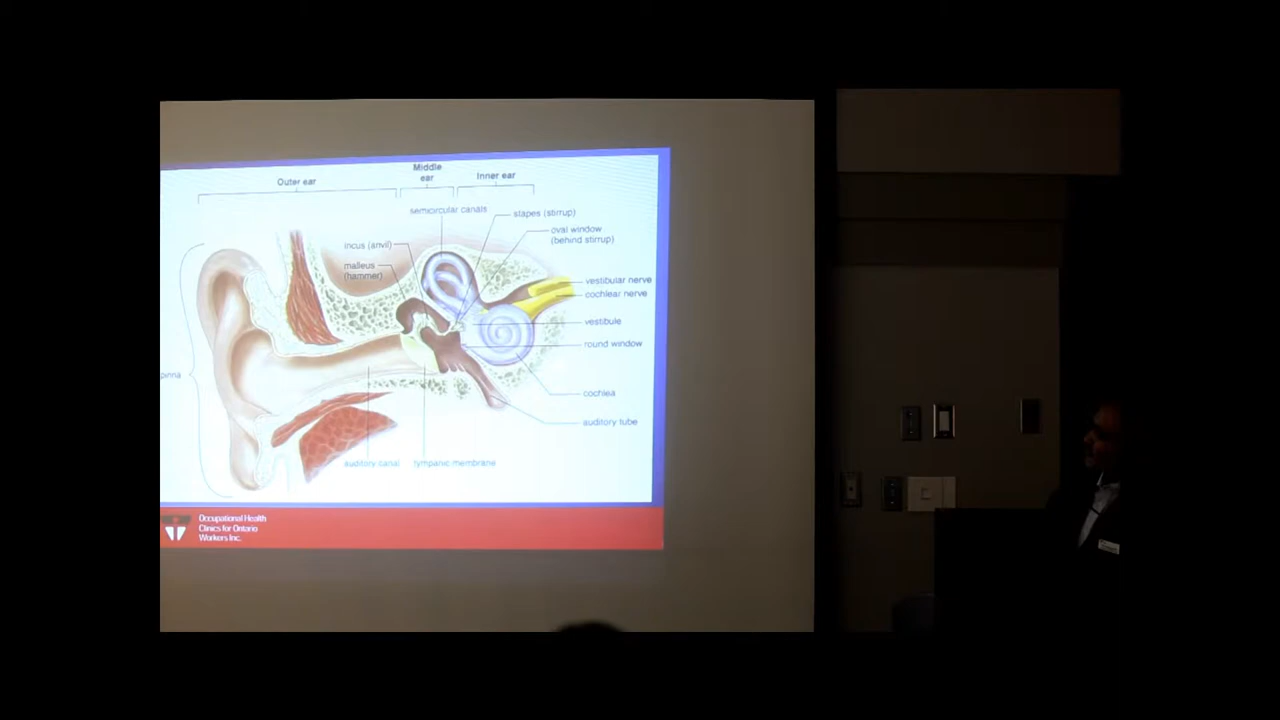 Outer ear
Middle
ear
Inner ear
semicircular canals
stapes (stirrup)
oval window
(behind stirrup)
incus (anvil)
malleus
(hammer)
vestibular nerve
cochlear nerve
vestibule
round window
pinna
cochlea
auditory tube
auditory canal
tympanic membrane
Occupational Health
Clinics for Ontario
Workers Inc.